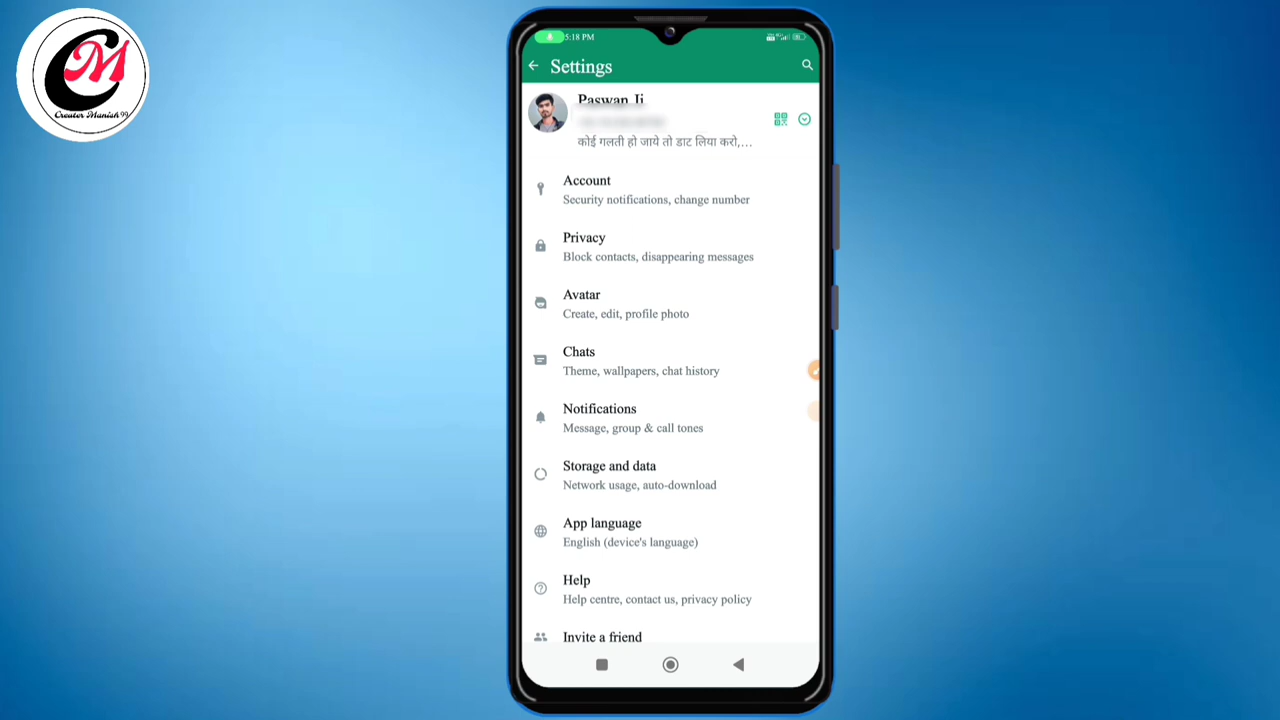 CM
Creator Manish 99
5:18 PM
Settings
Paswan Ji
कोई गलती हो जाये तो डाट लिया करो,...
Account
Security notifications, change number
Privacy
Block contacts, disappearing messages
Avatar
Create, edit, profile photo
Chats
Theme, wallpapers, chat history
Notifications
Message, group & call tones
Storage and data
Network usage, auto-download
App language
English (device's language)
Help
Help centre, contact us, privacy policy
Invite a friend